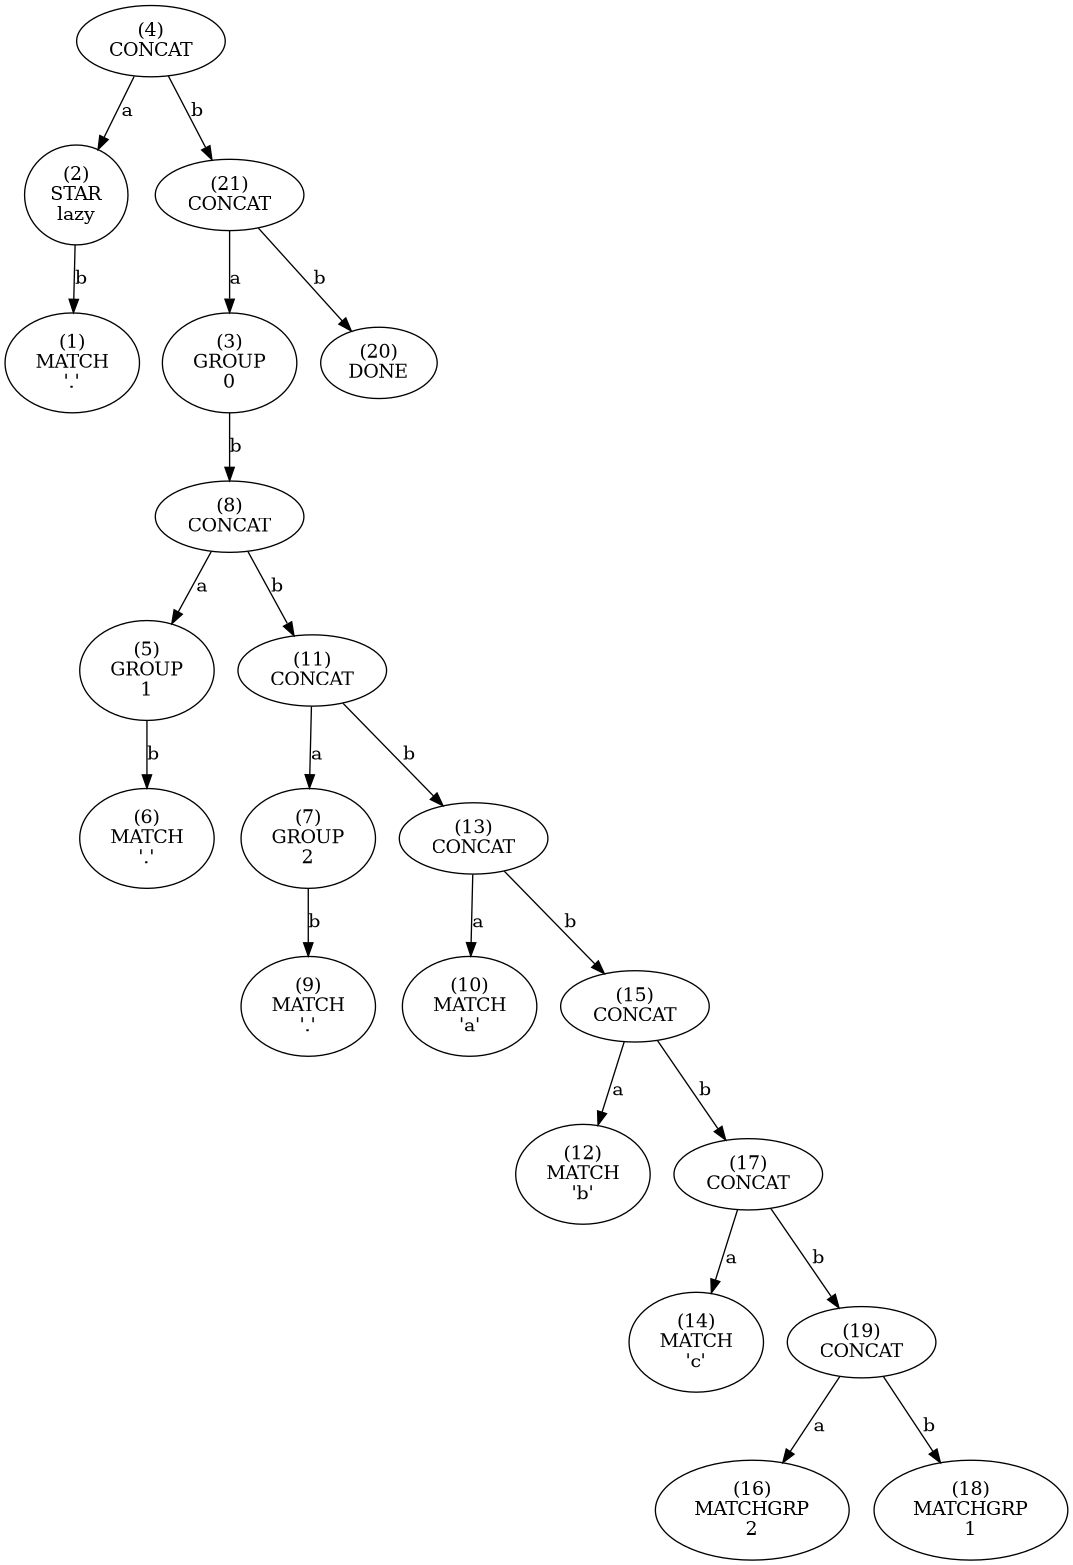 (4)
CONCAT
a
b
(2)
STAR
lazy
(21)
CONCAT
b
a
b
(1)
MATCH
'.'
(3)
GROUP
0
(20)
DONE
b
(8)
CONCAT
a
b
(5)
GROUP
1
(11)
CONCAT
b
a
b
(6)
MATCH
'.'
(7)
GROUP
2
(13)
CONCAT
b
a
b
(9)
MATCH
'.'
(10)
MATCH
'a'
(15)
CONCAT
a
b
(12)
MATCH
'b'
(17)
CONCAT
a
b
(14)
MATCH
'c'
(19)
CONCAT
a
b
(16)
MATCHGRP
2
(18)
MATCHGRP
1